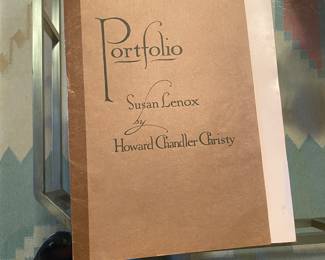 Portfolio
Susan Lenox
by
Howard Chandler Christy